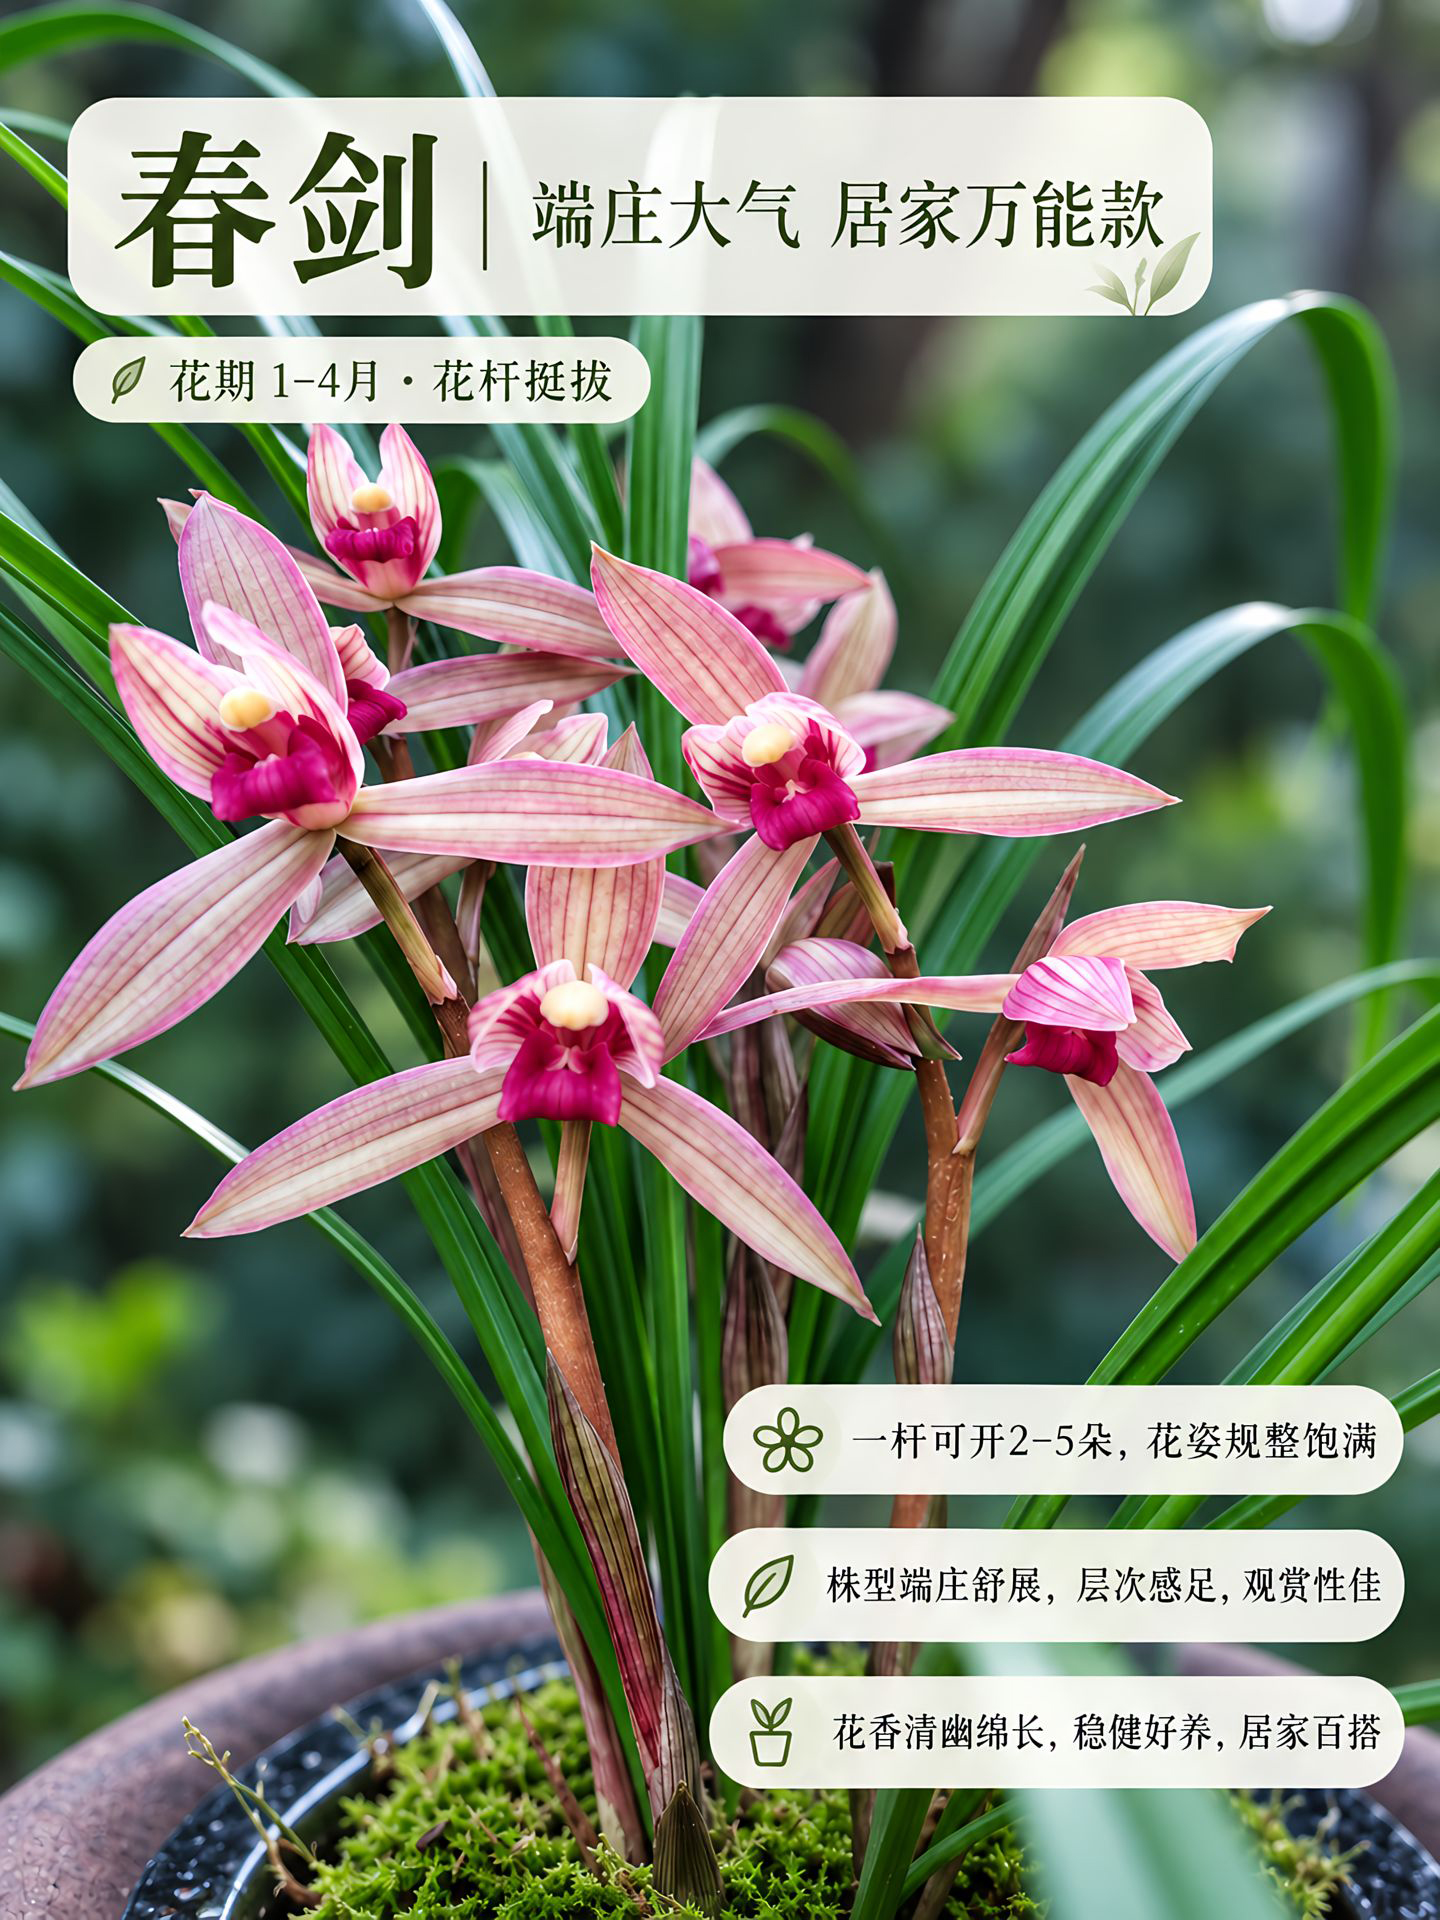 春剑
端庄大气 居家万能款
花期 1-4月·花杆挺拔
一杆可开2-5朵, 花姿规整饱满
株型端庄舒展, 层次感足, 观赏性佳
花香清幽绵长, 稳健好养, 居家百搭